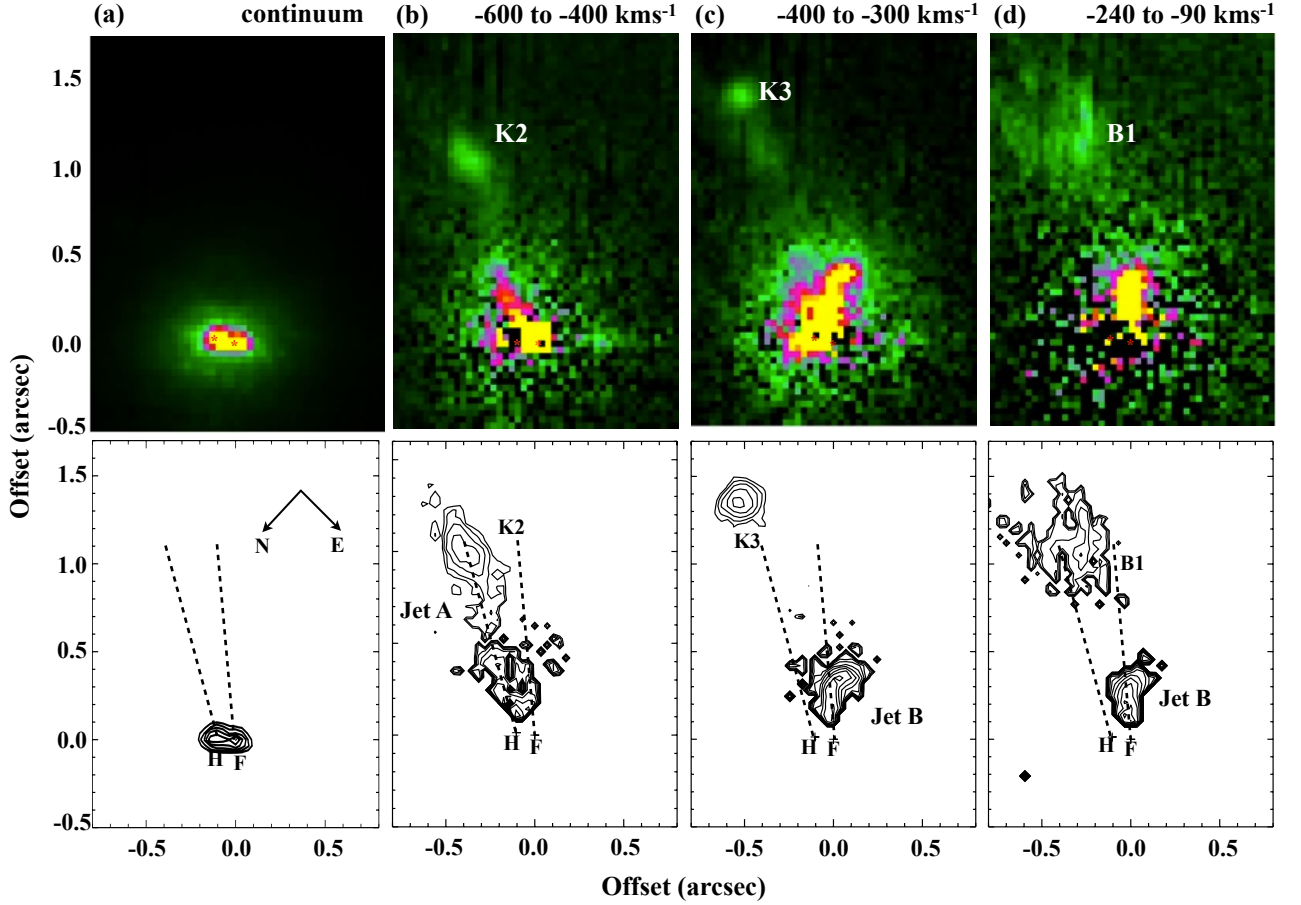 (a) continuum
(b) -600 to -400 kms-1
(c) -400 to -300 kms-1
(d) -240 to -90 kms-1
K2
K3
B1
1.5
1.0
0.5
0.0
-0.5
Offset (arcsec)
1.5
1.0
0.5
0.0
-0.5
N
E
H
F
K2
Jet A
H
F
K3
Jet B
H
F
B1
Jet B
H
F
-0.5 0.0 0.5
-0.5 0.0 0.5
-0.5 0.0 0.5
-0.5 0.0 0.5
Offset (arcsec)